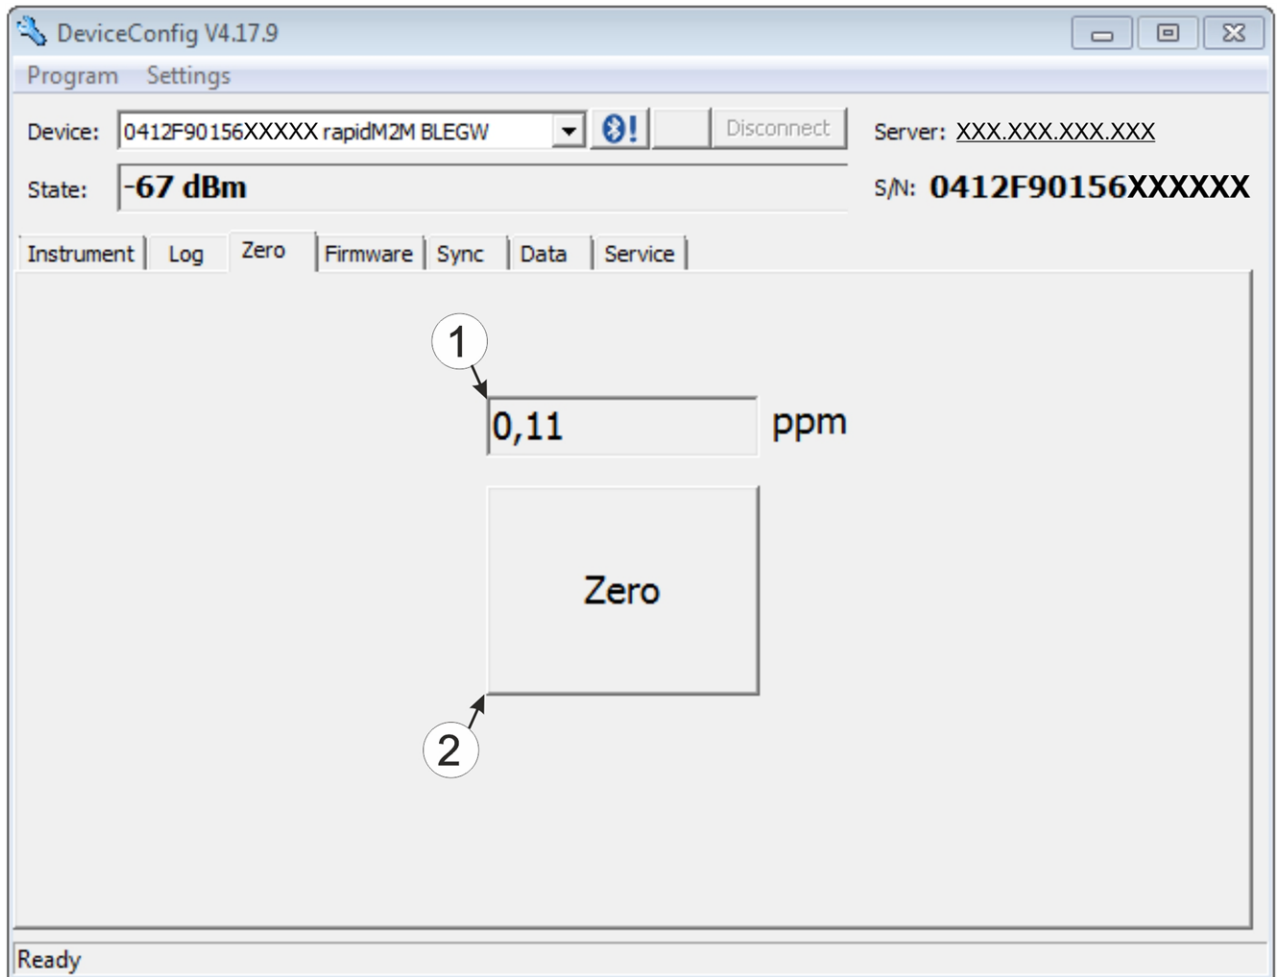 DeviceConfig V4.17.9
Program Settings
Device: 0412F90156XXXXX rapidM2M BLEGW ! Disconnect Server: XXX.XXX.XXX.XXX
State: -67 dBm S/N: 0412F90156XXXXXX
Instrument Log Zero Firmware Sync Data Service
1
0,11 ppm
Zero
2
Ready